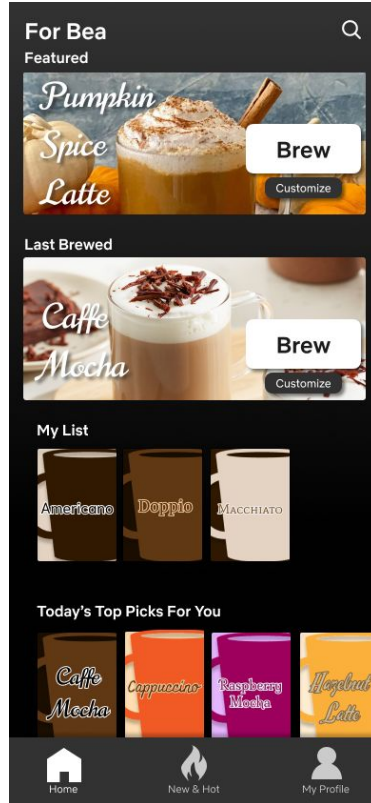 For Bea
Featured
Pumpkin
Spice
Latte
Brew
Customize
Last Brewed
Caffe
Mocha
Brew
Customize
My List
Americano
Doppio
Macchiato
Today's Top Picks For You
Caffe
Mocha
Cappuccino
Raspberry
Mocha
Hazelnut
Latte
Home
New & Hot
My Profile